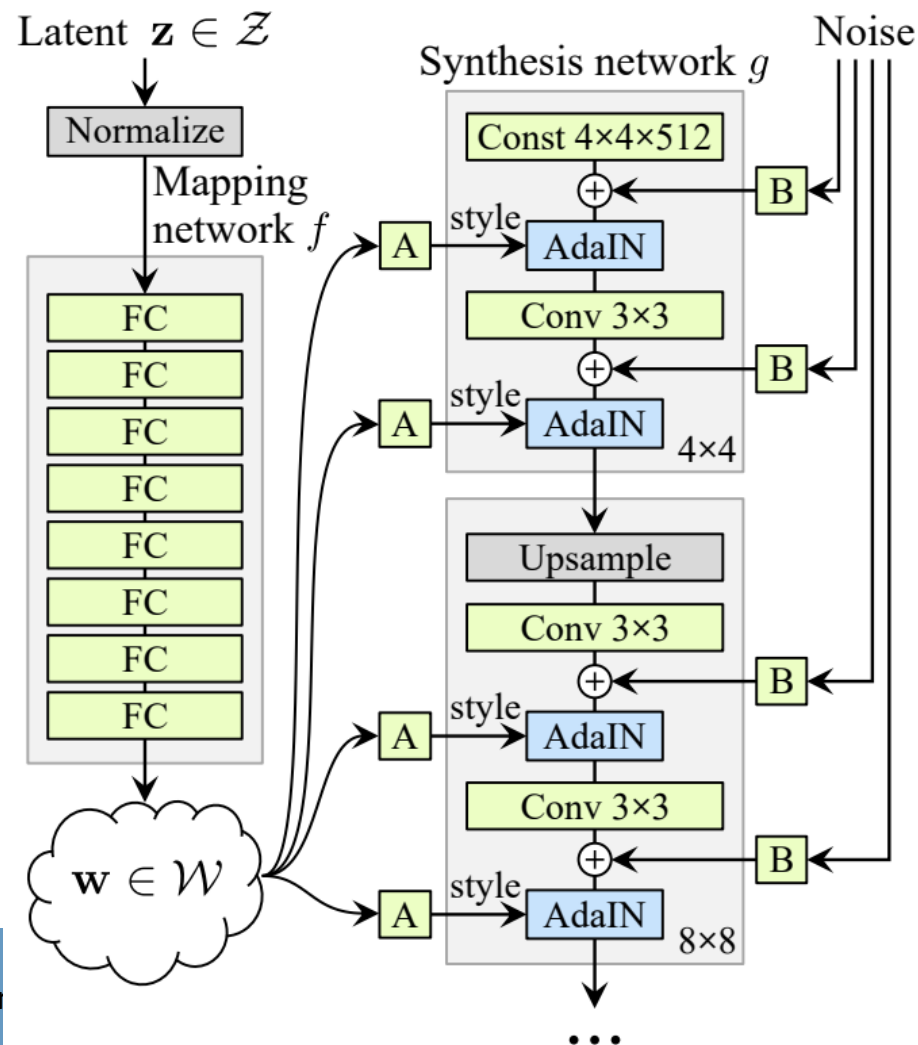 Latent z ∈ 𝒵
Noise
Synthesis network g
Normalize
Const 4×4×512
Mapping
network f
B
A
style
AdaIN
FC
Conv 3×3
FC
B
A
style
AdaIN
FC
4×4
FC
FC
Upsample
FC
Conv 3×3
FC
B
FC
A
style
AdaIN
Conv 3×3
w ∈ 𝒲
B
A
style
AdaIN
8×8
...